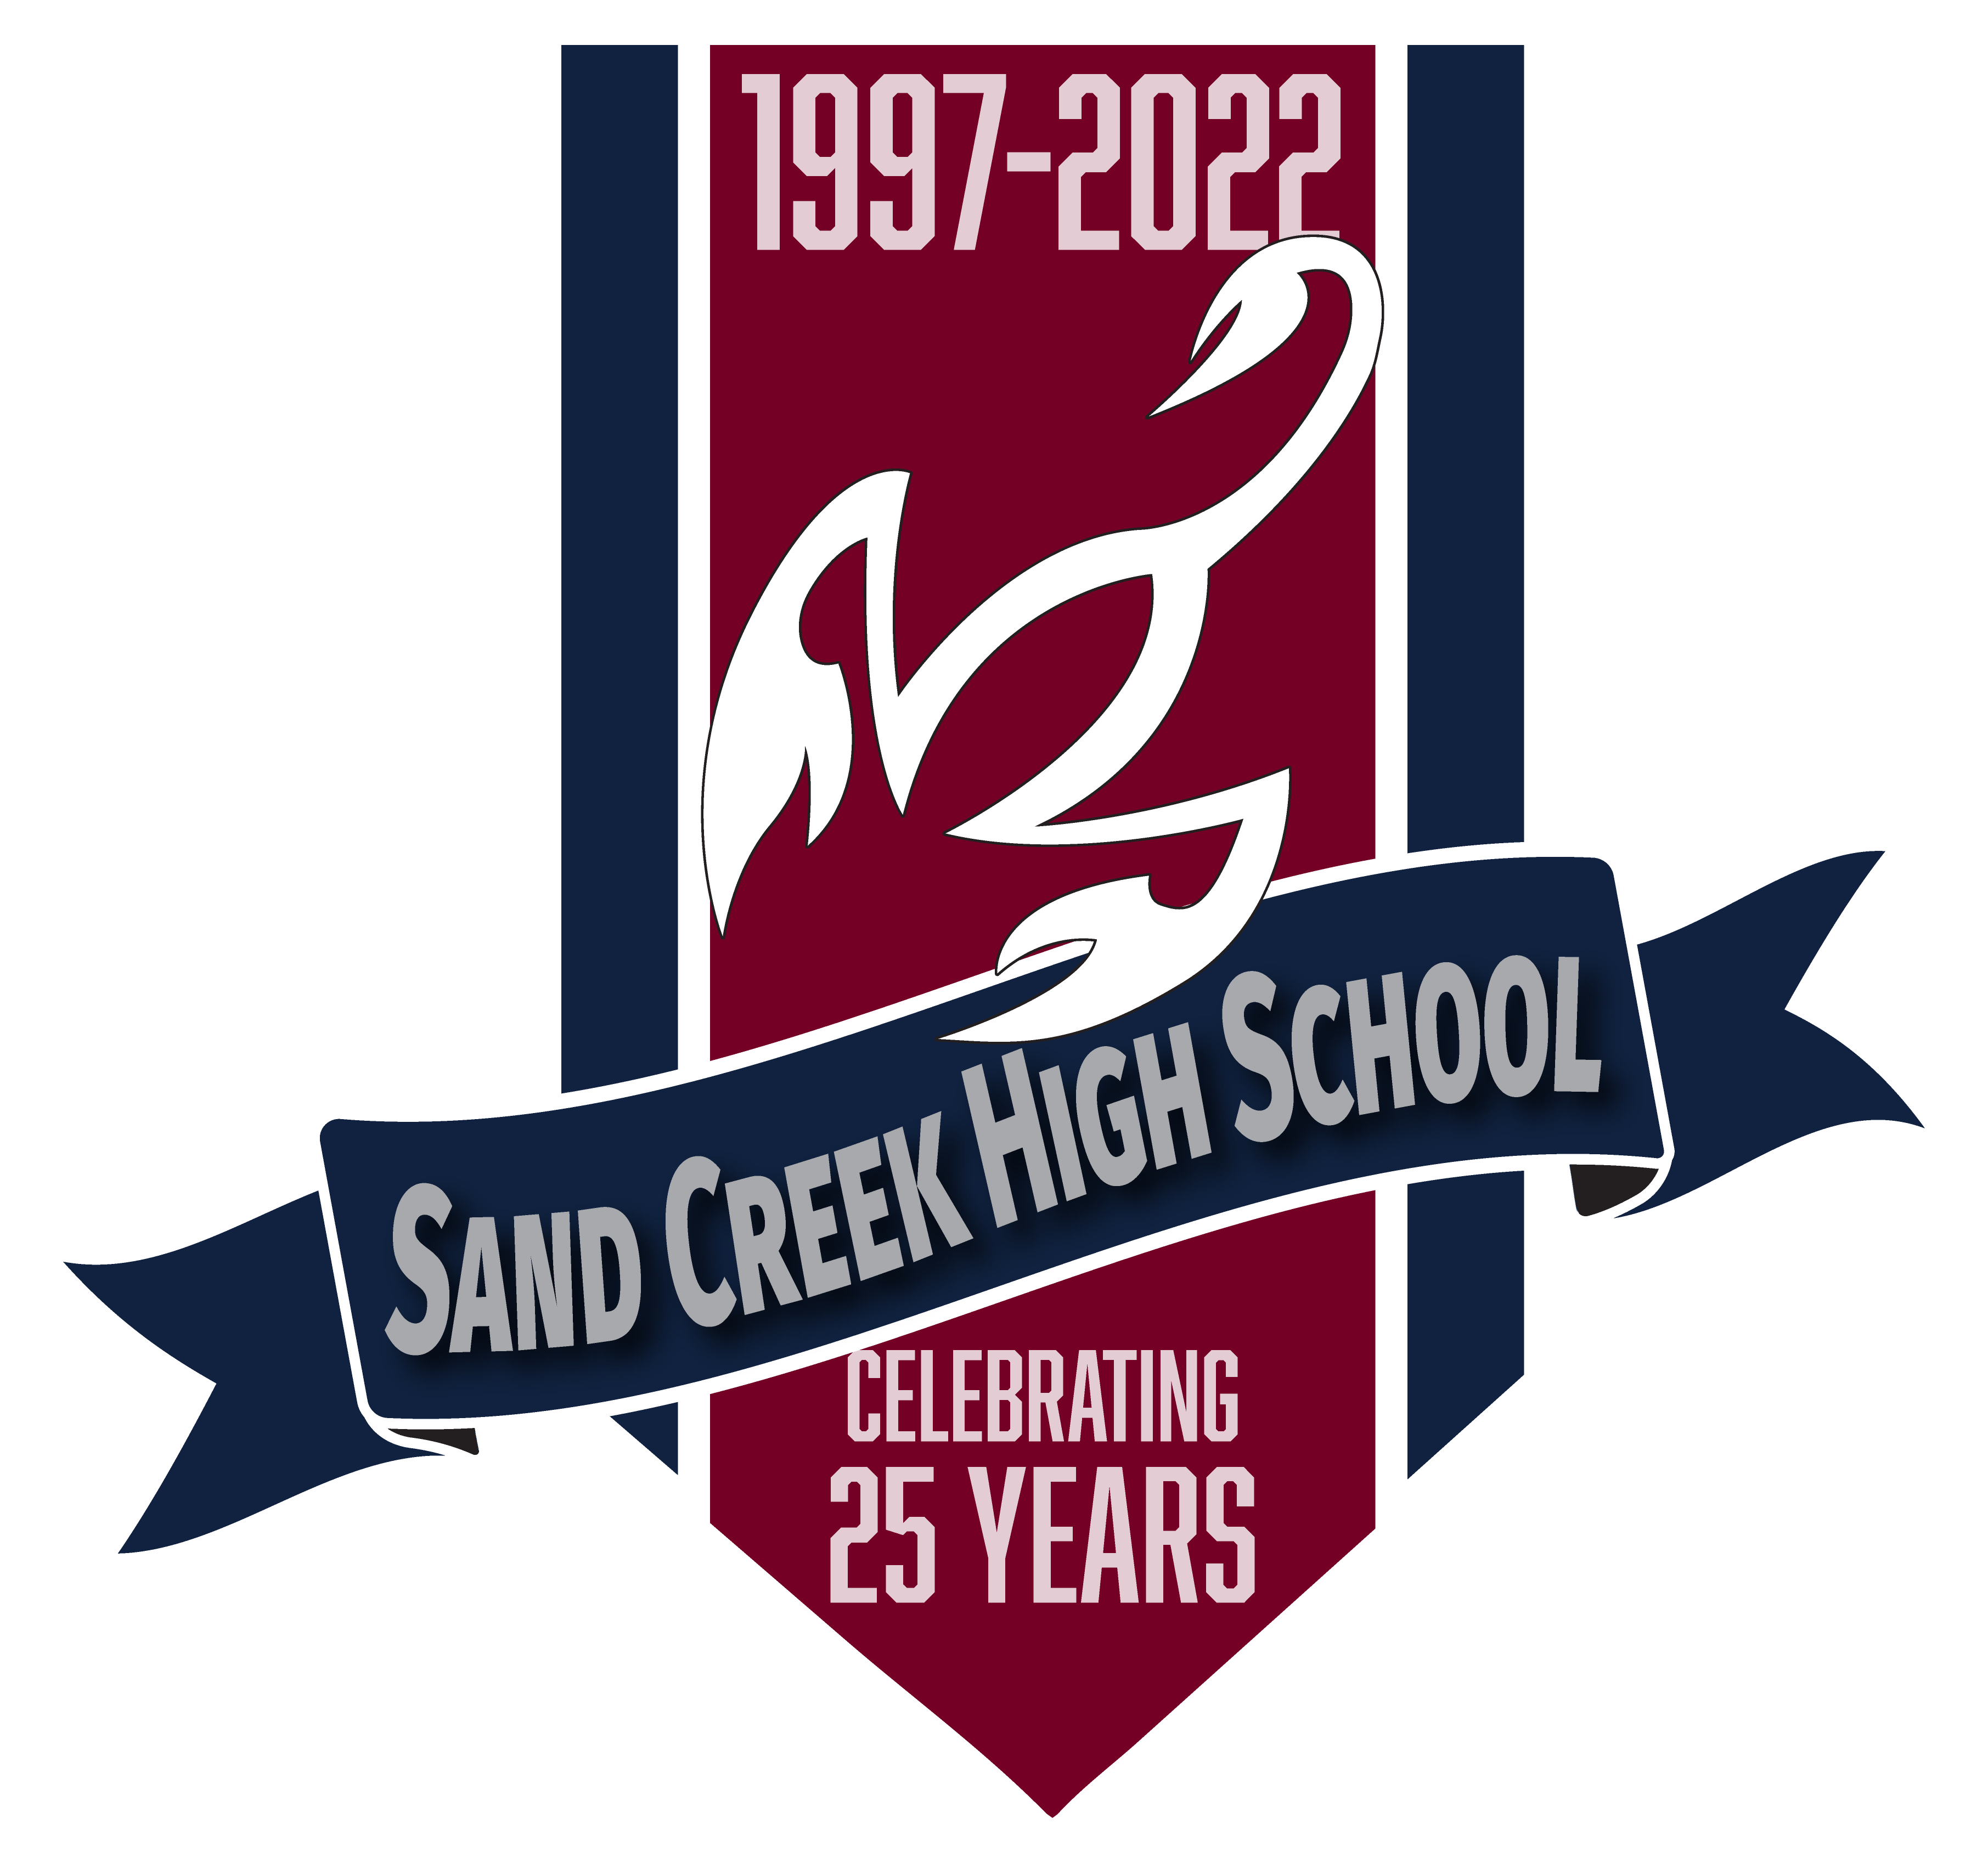 1997-2022
SAND CREEK HIGH SCHOOL
CELEBRATING
25 YEARS